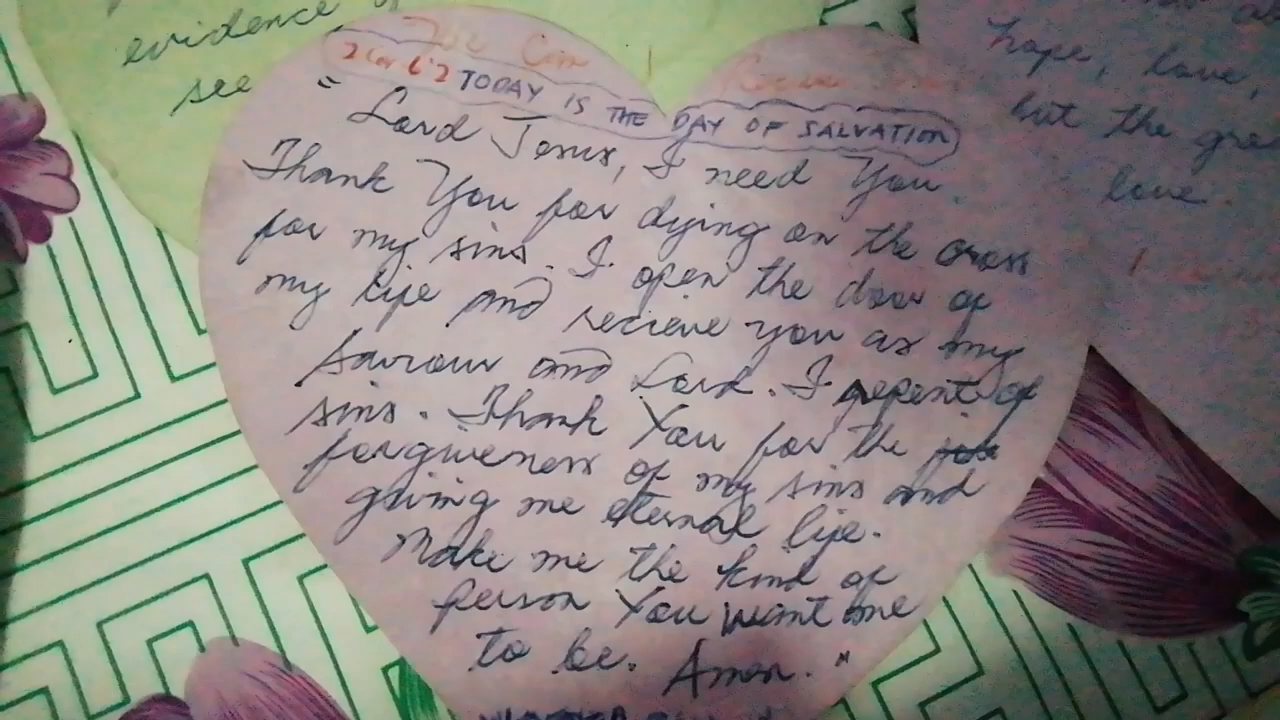 evidence
see
2 Cor 6:2 TODAY IS THE DAY OF SALVATION
"Lord Jesus, I need You.
Thank You for dying on the cross
for my sins. I open the door of
my life and recieve you as my
Saviour and Lord. I repent of
sins. Thank You for the
forgiveness of my sins and
giving me eternal life.
Make me the kind of
person You want me
to be. Amen."
hope, love,
but the
love.